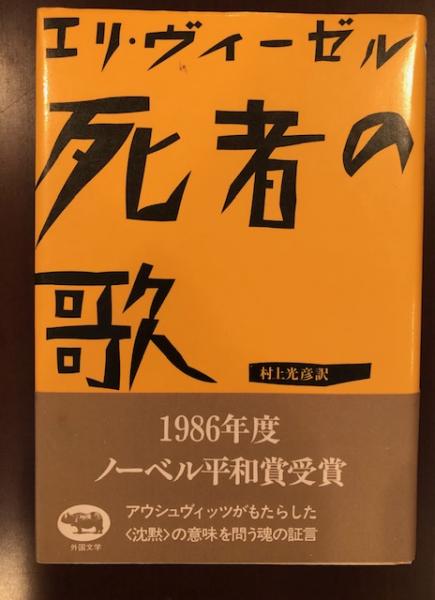 エリ・ヴィーゼル
死者の
歌
村上光彦訳
1986年度
ノーベル平和賞受賞
アウシュヴィッツがもたらした
〈沈黙〉の意味を問う魂の証言
外国文学